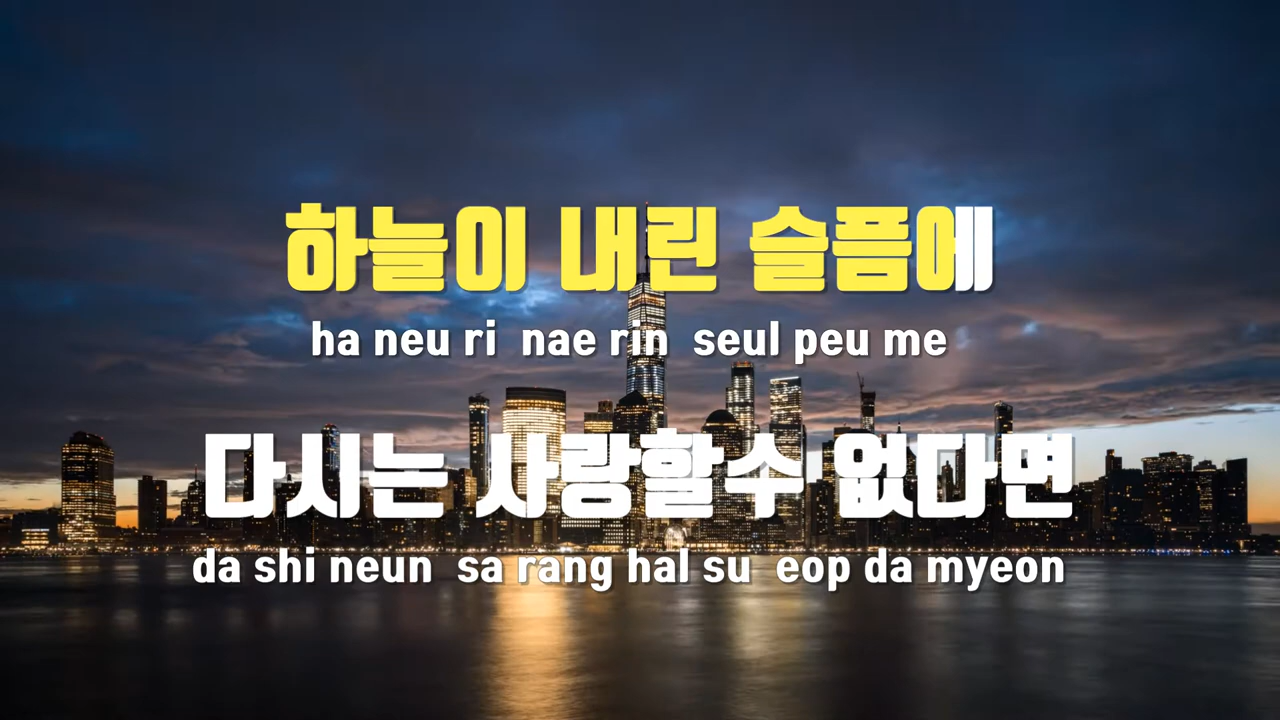 하늘이 내린 슬픔에
ha neu ri nae rin seul peu me
다시는 사랑할수 없다면
da shi neun sa rang hal su eop da myeon